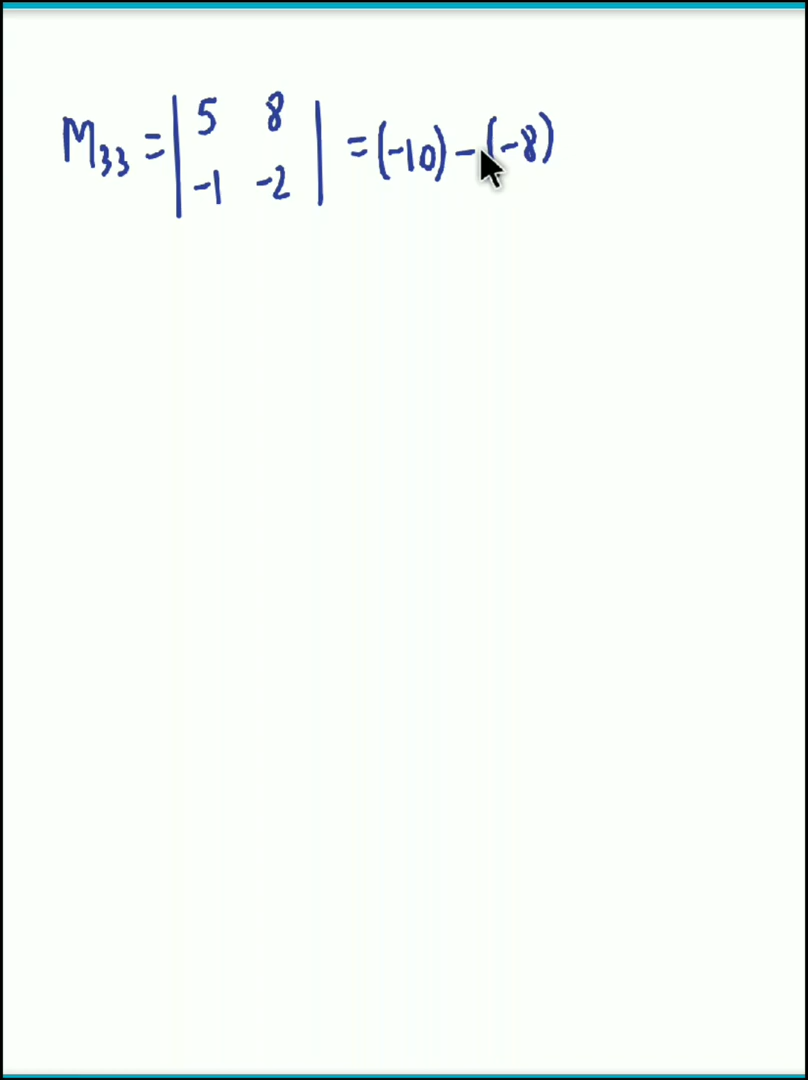 M₃₃ = | 5 8 | = (-10) - (-8)
| -1 -2 |